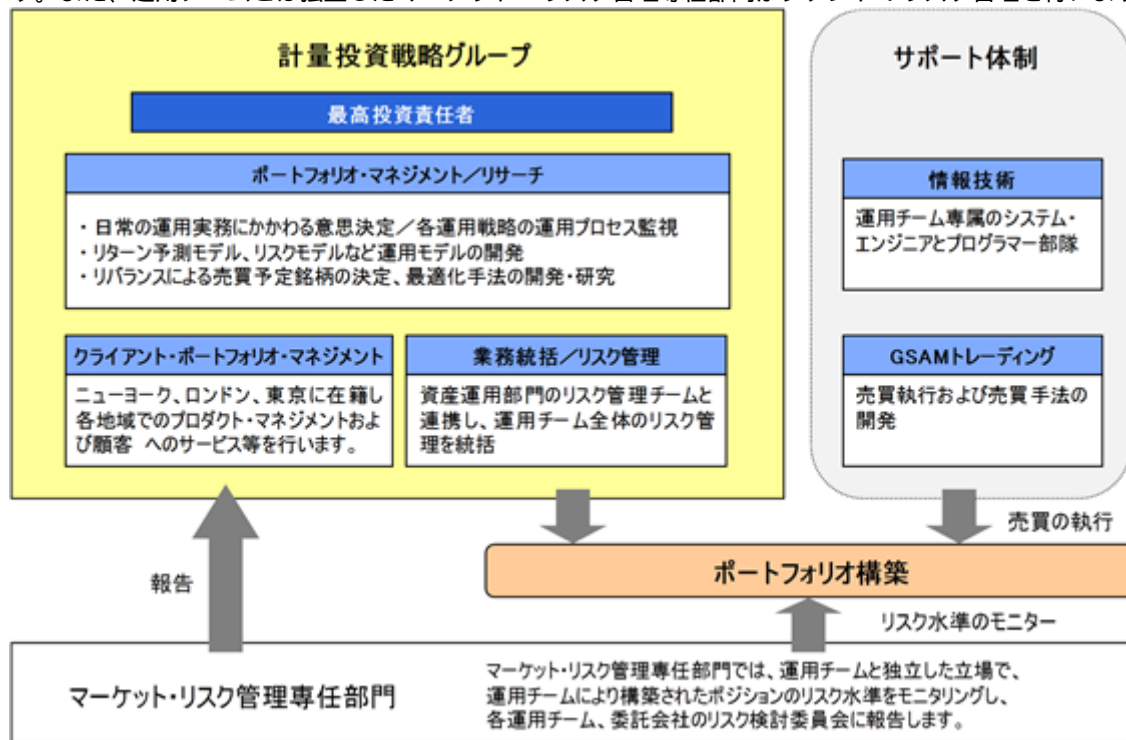 計量投資戦略グループ
最高投資責任者
ポートフォリオ・マネジメント／リサーチ
・日常の運用実務にかかわる意思決定／各運用戦略の運用プロセス監視
・リターン予測モデル、リスクモデルなど運用モデルの開発
・リバランスによる売買予定銘柄の決定、最適化手法の開発・研究
クライアント・ポートフォリオ・マネジメント
ニューヨーク、ロンドン、東京に在籍し
各地域でのプロダクト・マネジメントおよ
び顧客 へのサービス等を行います。
業務統括／リスク管理
資産運用部門のリスク管理チームと
連携し、運用チーム全体のリスク管
理を統括
サポート体制
情報技術
運用チーム専属のシステム・
エンジニアとプログラマー部隊
GSAMトレーディング
売買執行および売買手法の
開発
売買の執行
ポートフォリオ構築
報告
リスク水準のモニター
マーケット・リスク管理専任部門
マーケット・リスク管理専任部門では、運用チームと独立した立場で、
運用チームにより構築されたポジションのリスク水準をモニタリングし、
各運用チーム、委託会社のリスク検討委員会に報告します。